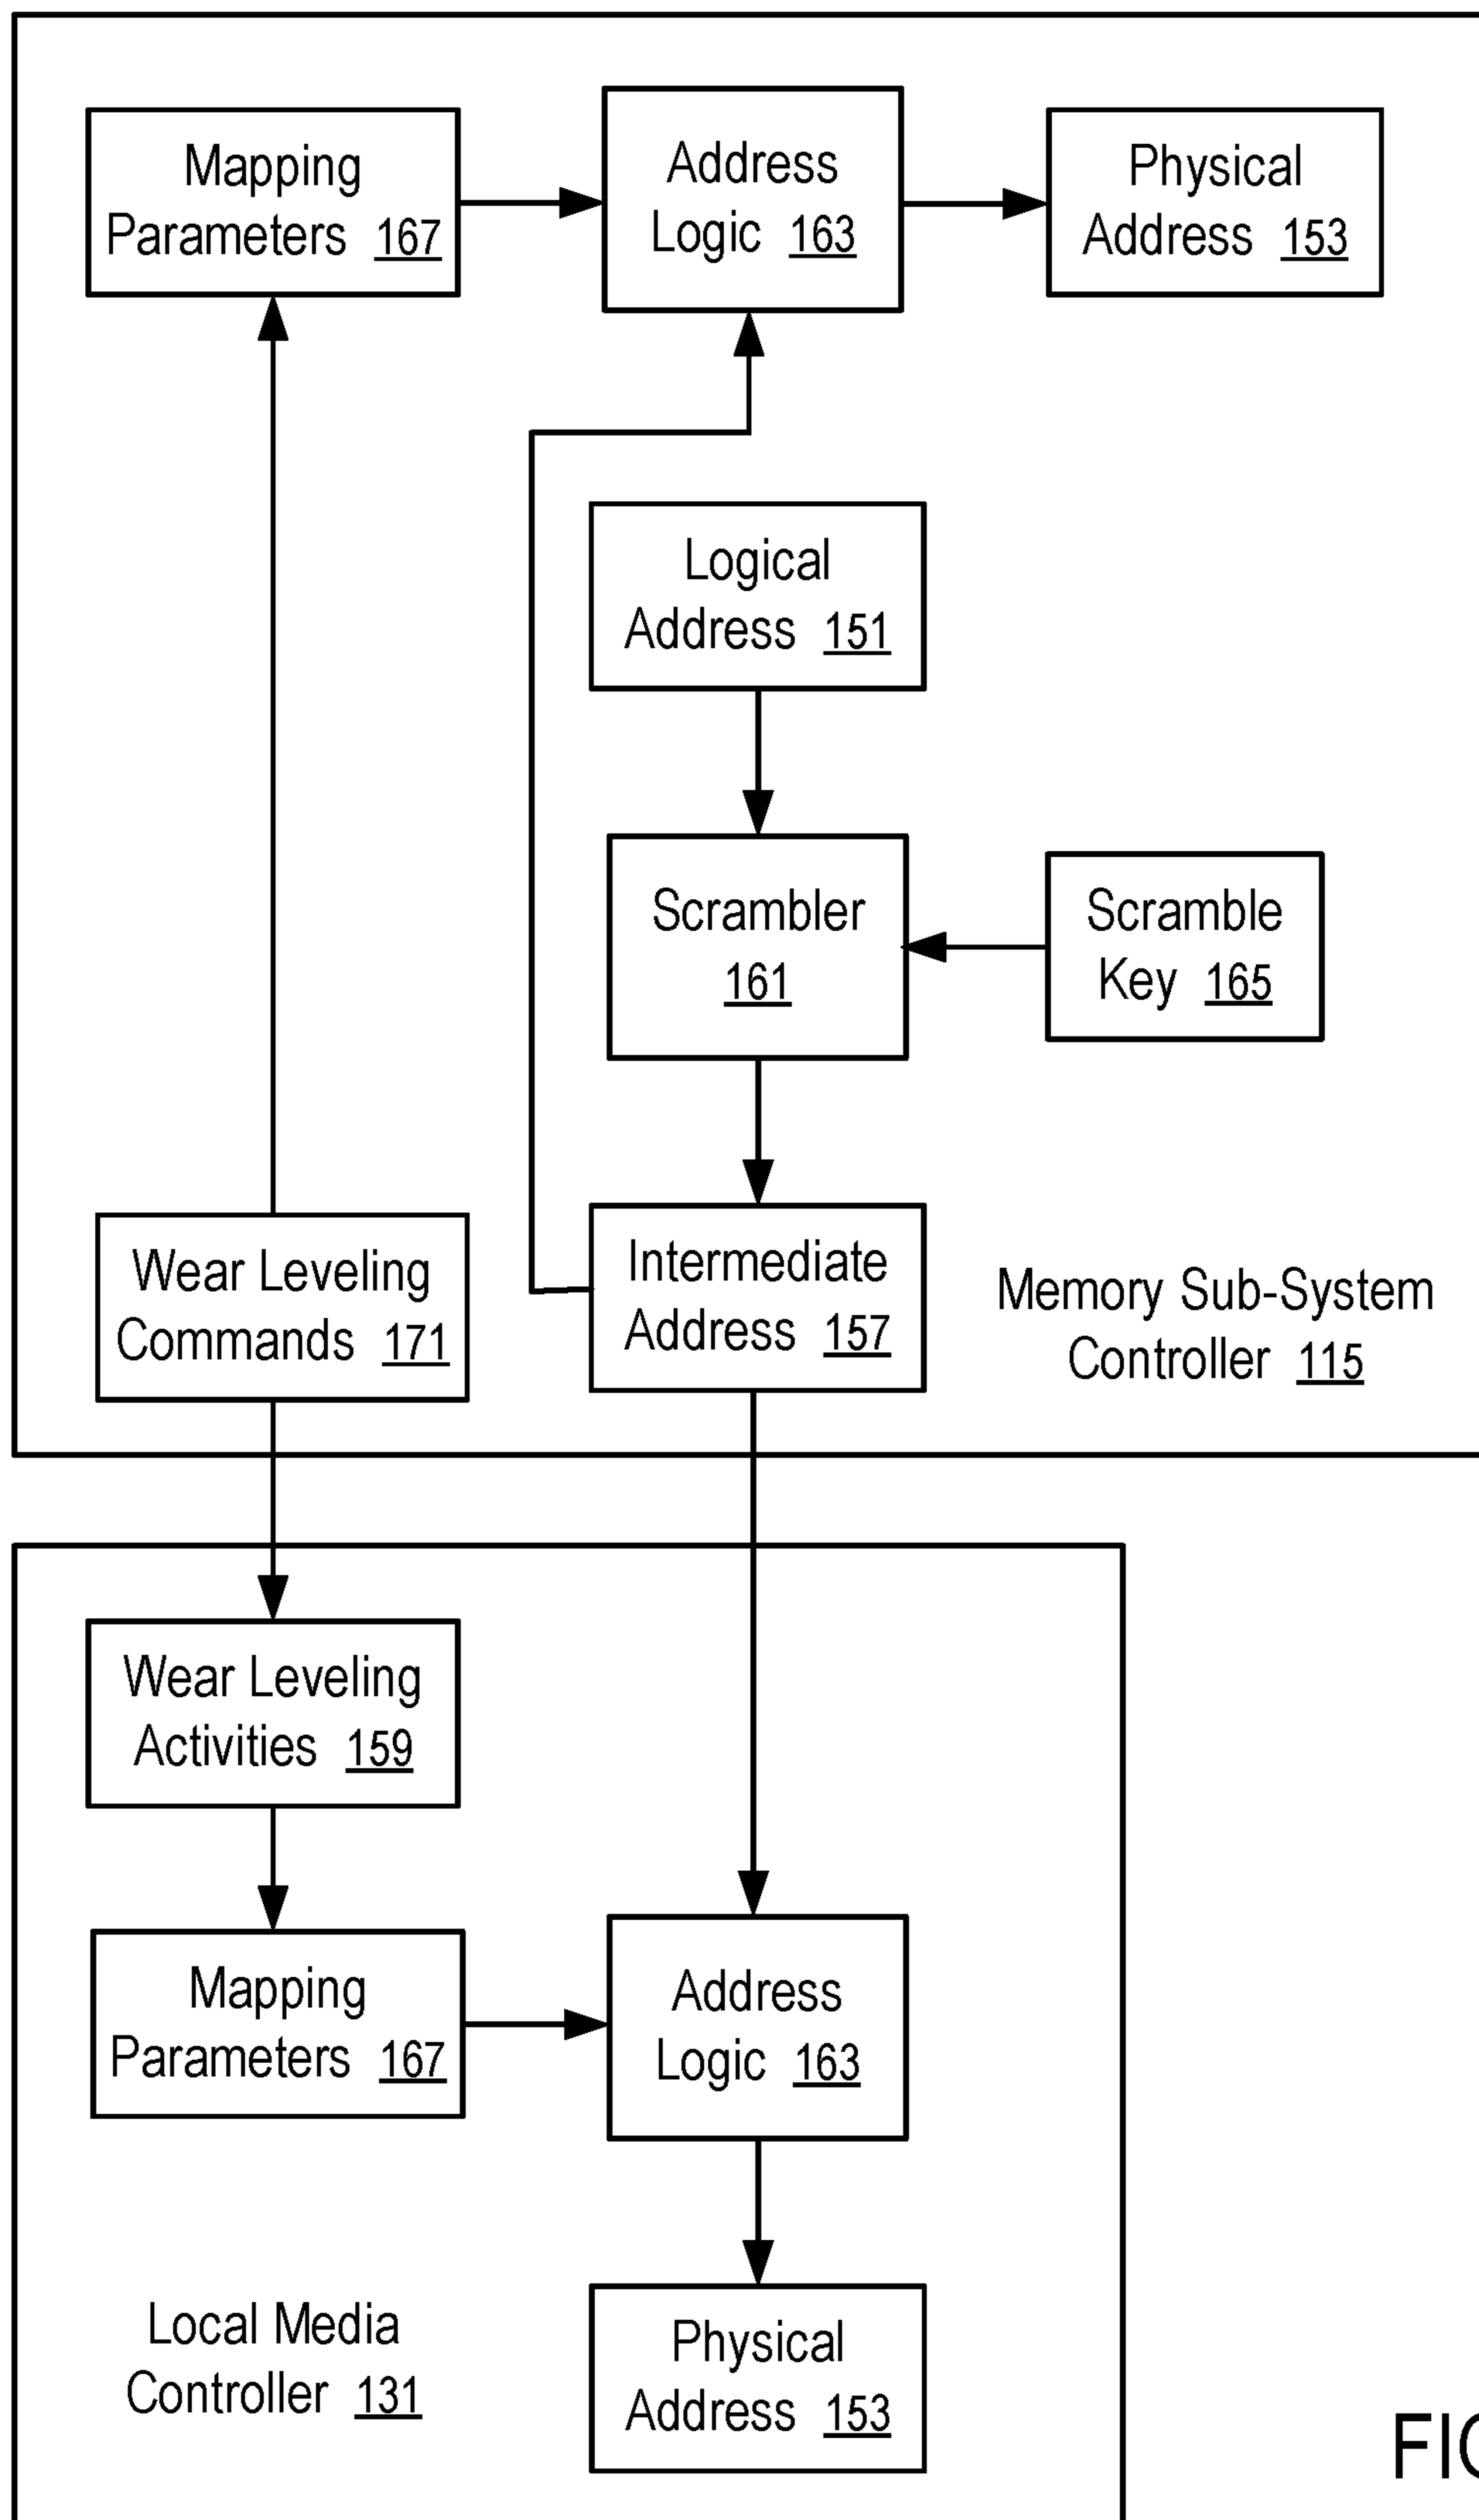 Mapping
Parameters 167
Address
Logic 163
Physical
Address 153
Logical
Address 151
Scrambler
161
Scramble
Key 165
Wear Leveling
Commands 171
Intermediate
Address 157
Memory Sub-System
Controller 115
Wear Leveling
Activities 159
Mapping
Parameters 167
Address
Logic 163
Local Media
Controller 131
Physical
Address 153